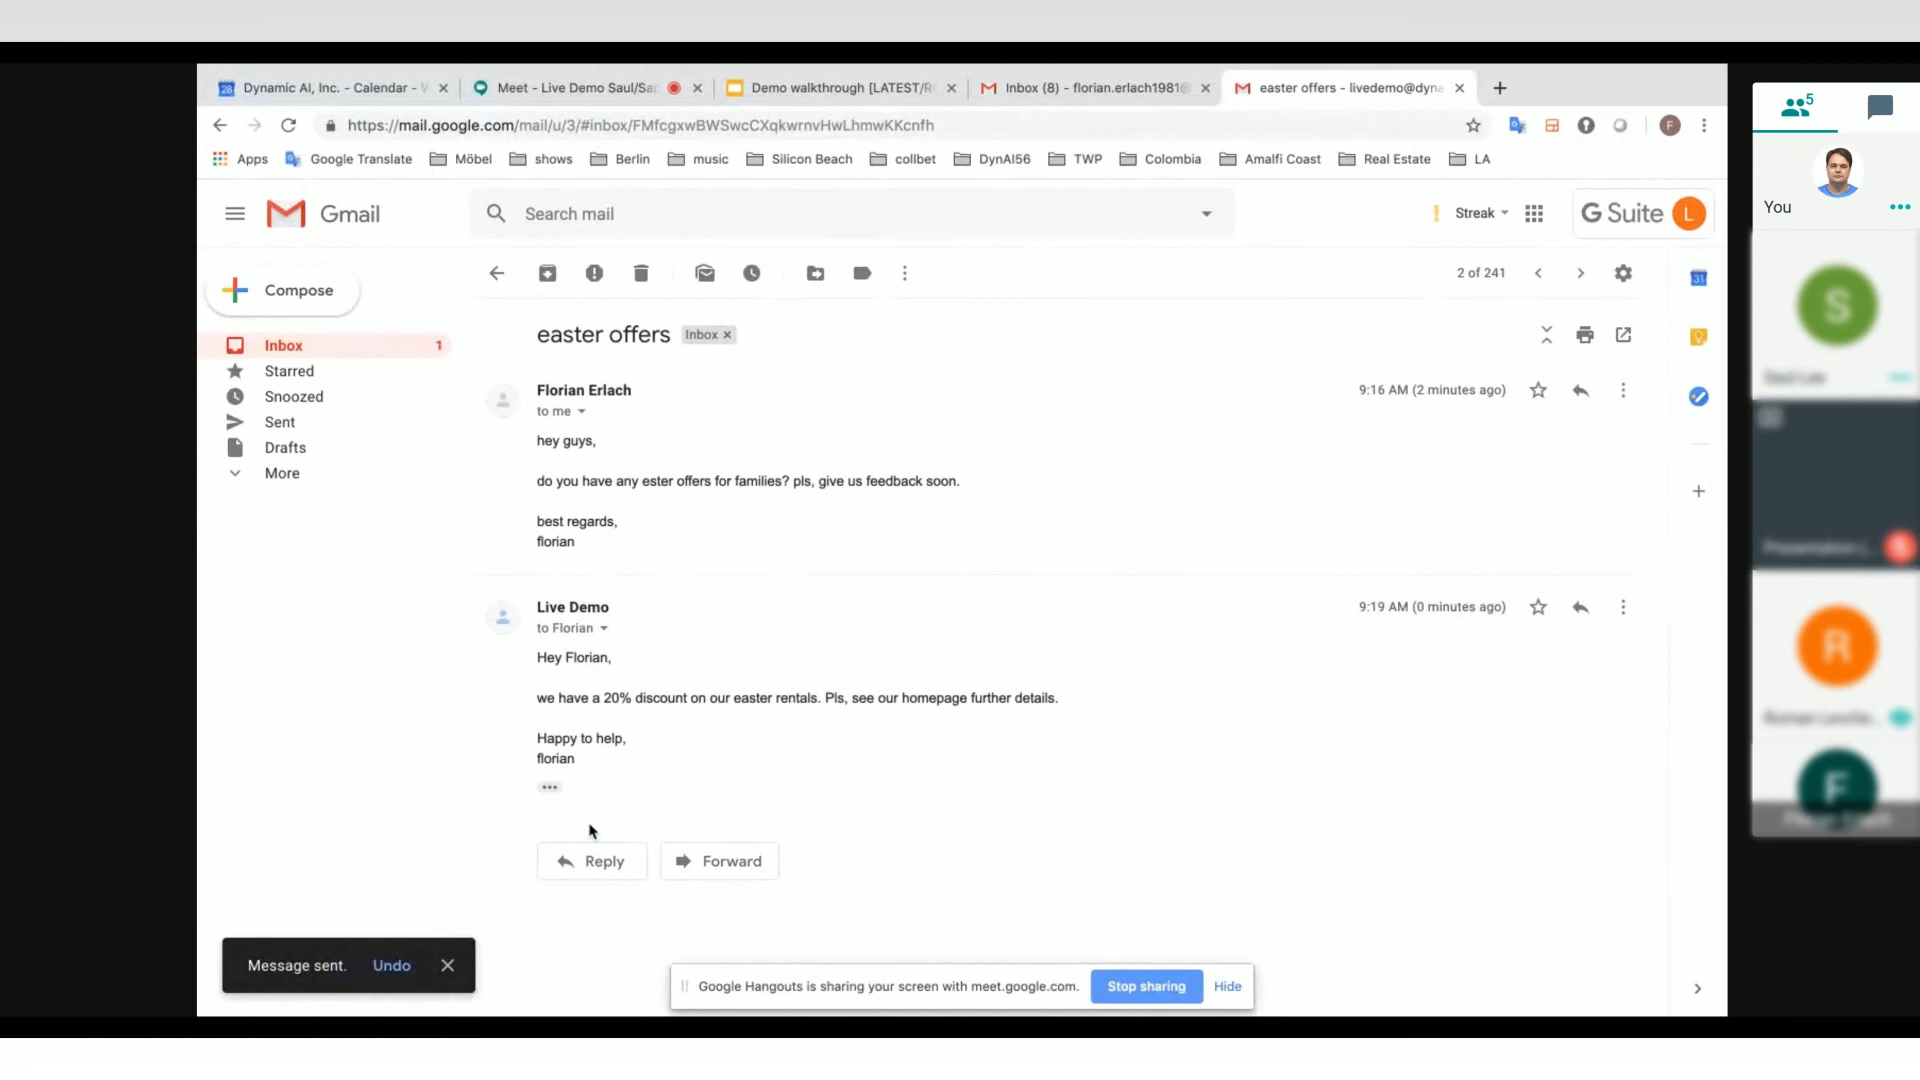 Dynamic AI, Inc. - Calendar - W
Meet - Live Demo Saul/Sa
Demo walkthrough [LATEST/R
Inbox (8) - florian.erlach1981@
easter offers - livedemo@dyna
https://mail.google.com/mail/u/3/#inbox/FMfcgxwBWSwcCXqkwrnvHwLhmwKKcnfh
F
Apps
Google Translate
Möbel
shows
Berlin
music
Silicon Beach
collbet
DynAI56
TWP
Colombia
Amalfi Coast
Real Estate
LA
5
Gmail
Search mail
Streak
G Suite
L
You
Compose
2 of 241
31
Inbox
1
Starred
Snoozed
Sent
Drafts
More
easter offers
Inbox ×
Florian Erlach
9:16 AM (2 minutes ago)
to me
hey guys,
do you have any ester offers for families? pls, give us feedback soon.
best regards,
florian
Live Demo
9:19 AM (0 minutes ago)
to Florian
Hey Florian,
we have a 20% discount on our easter rentals. Pls, see our homepage further details.
Happy to help,
florian
Reply
Forward
Message sent.
Undo
Google Hangouts is sharing your screen with meet.google.com.
Stop sharing
Hide
S
R
F